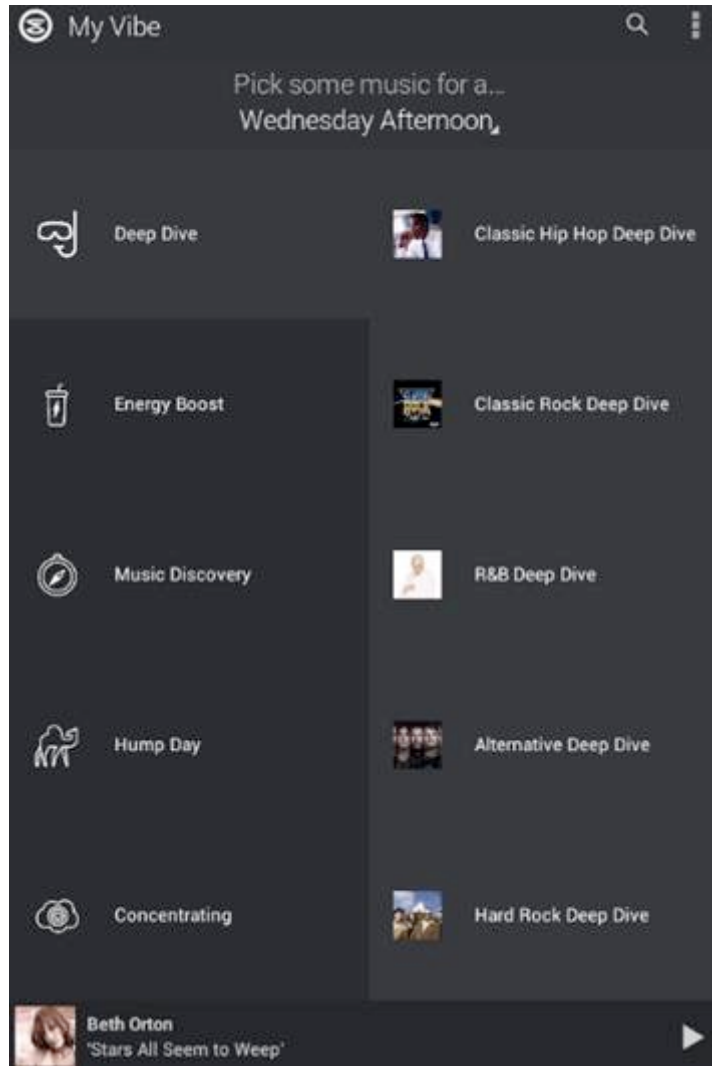 My Vibe
Pick some music for a...
Wednesday Afternoon
Deep Dive
Classic Hip Hop Deep Dive
Energy Boost
Classic Rock Deep Dive
Music Discovery
R&B Deep Dive
Hump Day
Alternative Deep Dive
Concentrating
Hard Rock Deep Dive
Beth Orton
'Stars All Seem to Weep'